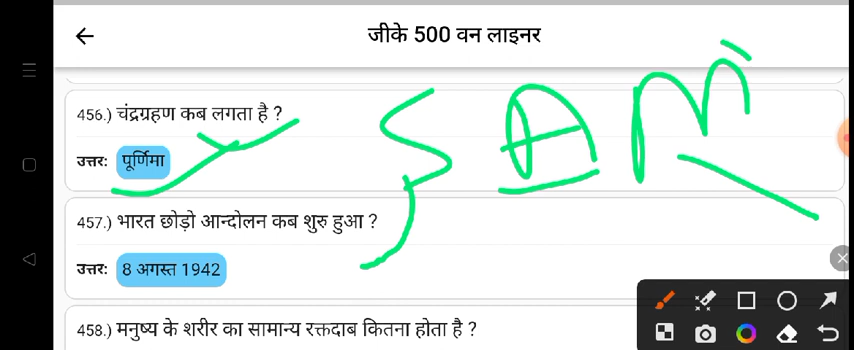 जीके 500 वन लाइनर
456.) चंद्रग्रहण कब लगता है ?
उत्तर: पूर्णिमा
457.) भारत छोड़ो आन्दोलन कब शुरु हुआ ?
उत्तर: 8 अगस्त 1942
458.) मनुष्य के शरीर का सामान्य रक्तदाब कितना होता है ?